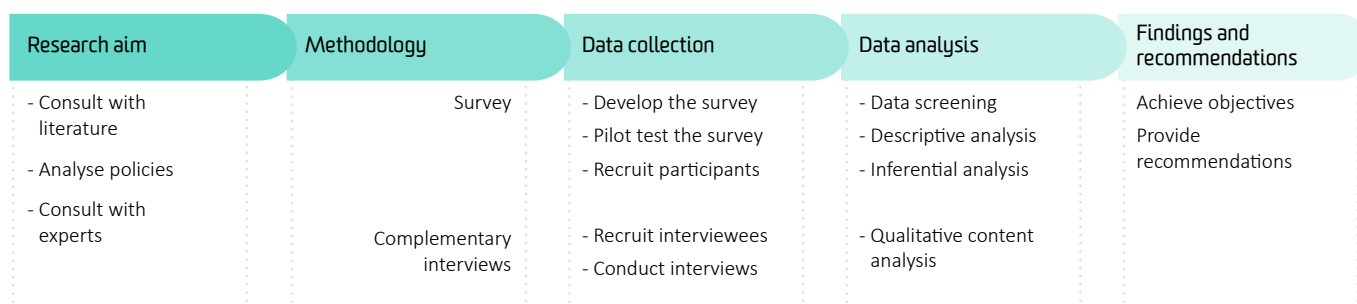 Research aim
Methodology
Data collection
Data analysis
Findings and
recommendations
- Consult with
literature
- Analyse policies
- Consult with
experts
Survey
Complementary
interviews
- Develop the survey
- Pilot test the survey
- Recruit participants
- Recruit interviewees
- Conduct interviews
- Data screening
- Descriptive analysis
- Inferential analysis
- Qualitative content
analysis
Achieve objectives
Provide
recommendations